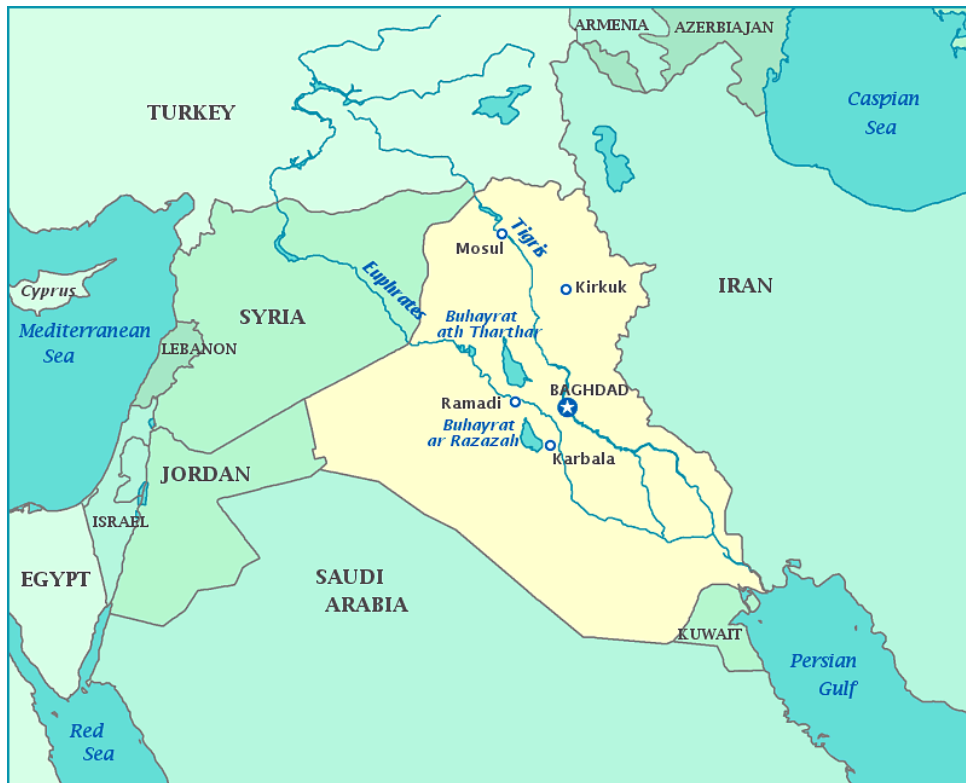 ARMENIA
AZERBIAJAN
TURKEY
Caspian
Sea
Tigris
Mosul
Kirkuk
IRAN
Euphrates
Cyprus
SYRIA
Buhayrat
ath Tharthar
Mediterranean
Sea
LEBANON
BAGHDAD
Ramadi
Buhayrat
ar Razazah
Karbala
JORDAN
ISRAEL
EGYPT
SAUDI
ARABIA
KUWAIT
Persian
Gulf
Red
Sea